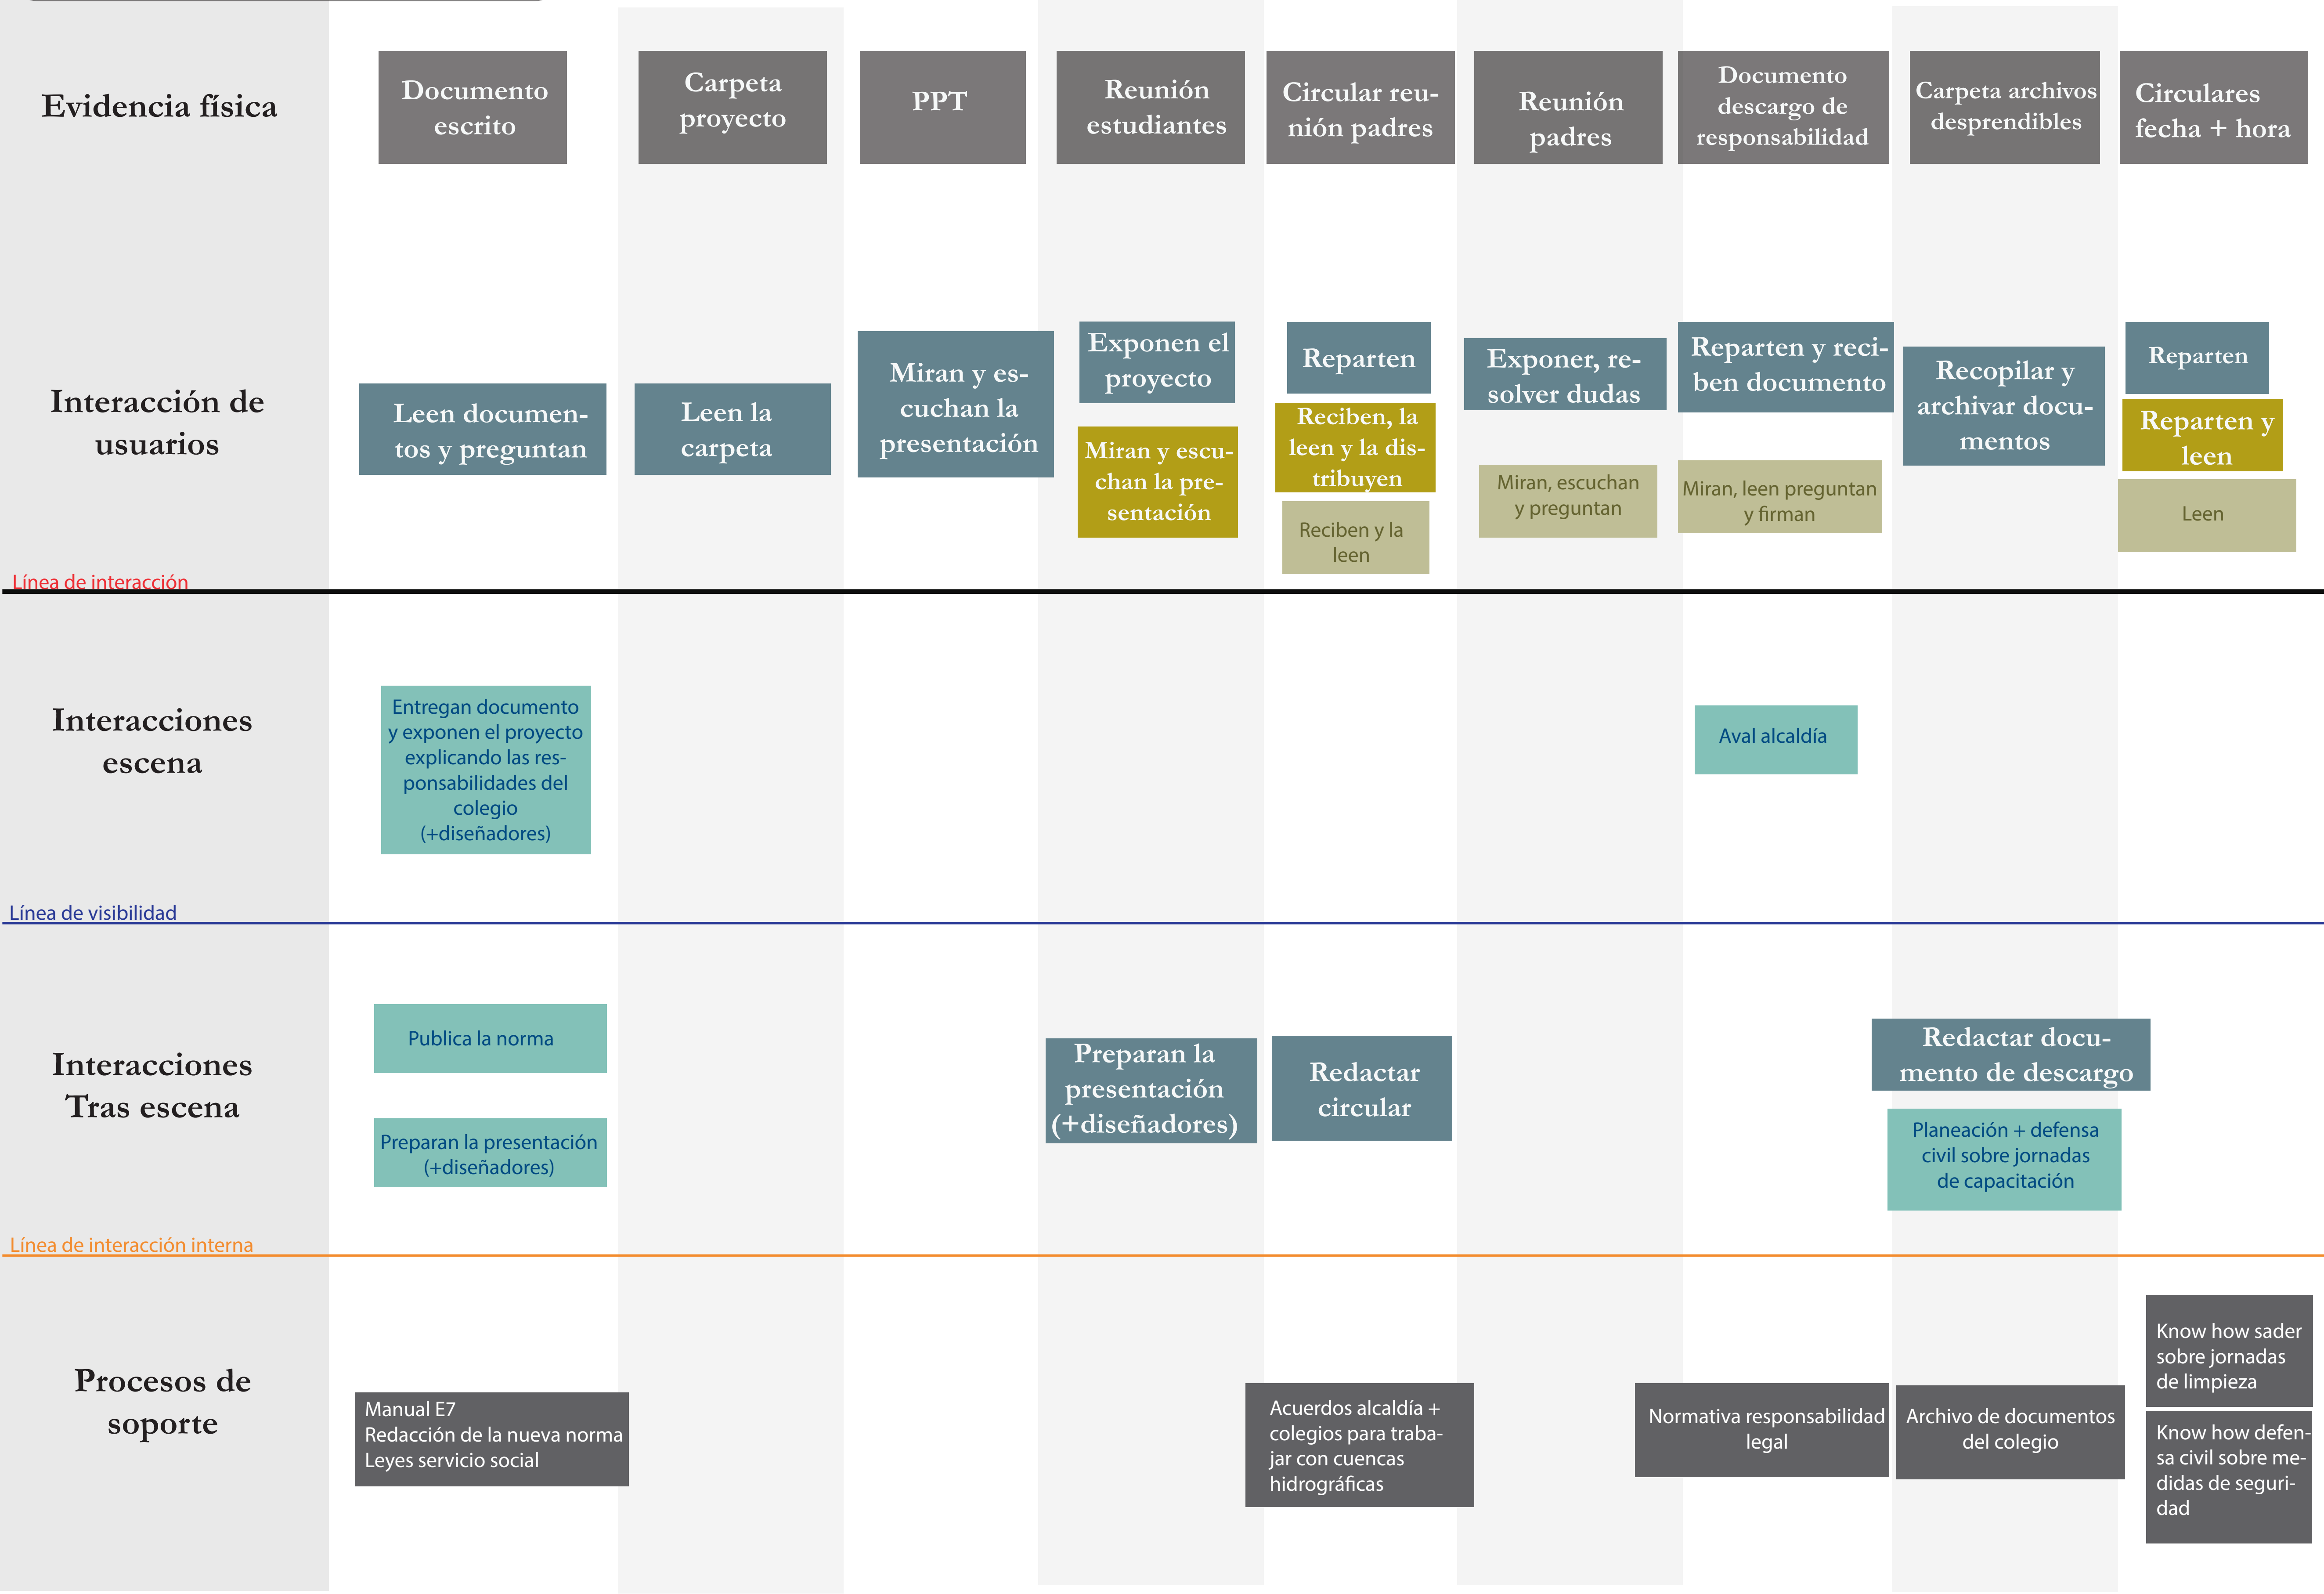 Evidencia física
Documento
escrito
Carpeta
proyecto
PPT
Reunión
estudiantes
Circular reu-
nión padres
Reunión
padres
Documento
descargo de
responsabilidad
Carpeta archivos
desprendibles
Circulares
fecha + hora
Interacción de
usuarios
Leen documen-
tos y preguntan
Leen la
carpeta
Miran y es-
cuchan la
presentación
Exponen el
proyecto
Miran y escu-
chan la pre-
sentación
Reparten
Reciben, la
leen y la dis-
tribuyen
Reciben y la
leen
Exponer, re-
solver dudas
Miran, escuchan
y preguntan
Reparten y reci-
ben documento
Miran, leen preguntan
y firman
Recopilar y
archivar docu-
mentos
Reparten
Reparten y
leen
Leen
Línea de interacción
Interacciones
escena
Entregan documento
y exponen el proyecto
explicando las res-
ponsabilidades del
colegio
(+diseñadores)
Aval alcaldía
Línea de visibilidad
Interacciones
Tras escena
Publica la norma
Preparan la presentación
(+diseñadores)
Preparan la
presentación
(+diseñadores)
Redactar
circular
Redactar docu-
mento de descargo
Planeación + defensa
civil sobre jornadas
de capacitación
Línea de interacción interna
Procesos de
soporte
Manual E7
Redacción de la nueva norma
Leyes servicio social
Acuerdos alcaldía +
colegios para traba-
jar con cuencas
hidrográficas
Normativa responsabilidad
legal
Archivo de documentos
del colegio
Know how sader
sobre jornadas
de limpieza
Know how defen-
sa civil sobre me-
didas de seguri-
dad